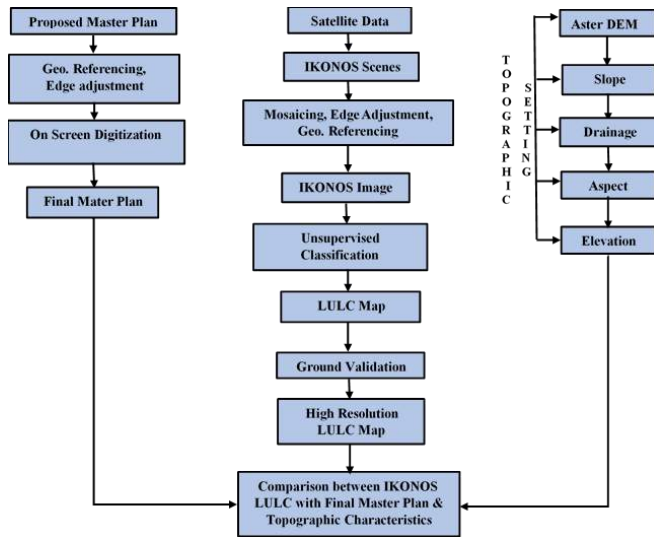 Proposed Master Plan
Geo. Referencing,
Edge adjustment
On Screen Digitization
Final Mater Plan
Satellite Data
IKONOS Scenes
Mosaicing, Edge Adjustment,
Geo. Referencing
IKONOS Image
Unsupervised
Classification
LULC Map
Ground Validation
High Resolution
LULC Map
TOPOGRAPHIC
SETTING
Aster DEM
Slope
Drainage
Aspect
Elevation
Comparison between IKONOS
LULC with Final Master Plan &
Topographic Characteristics